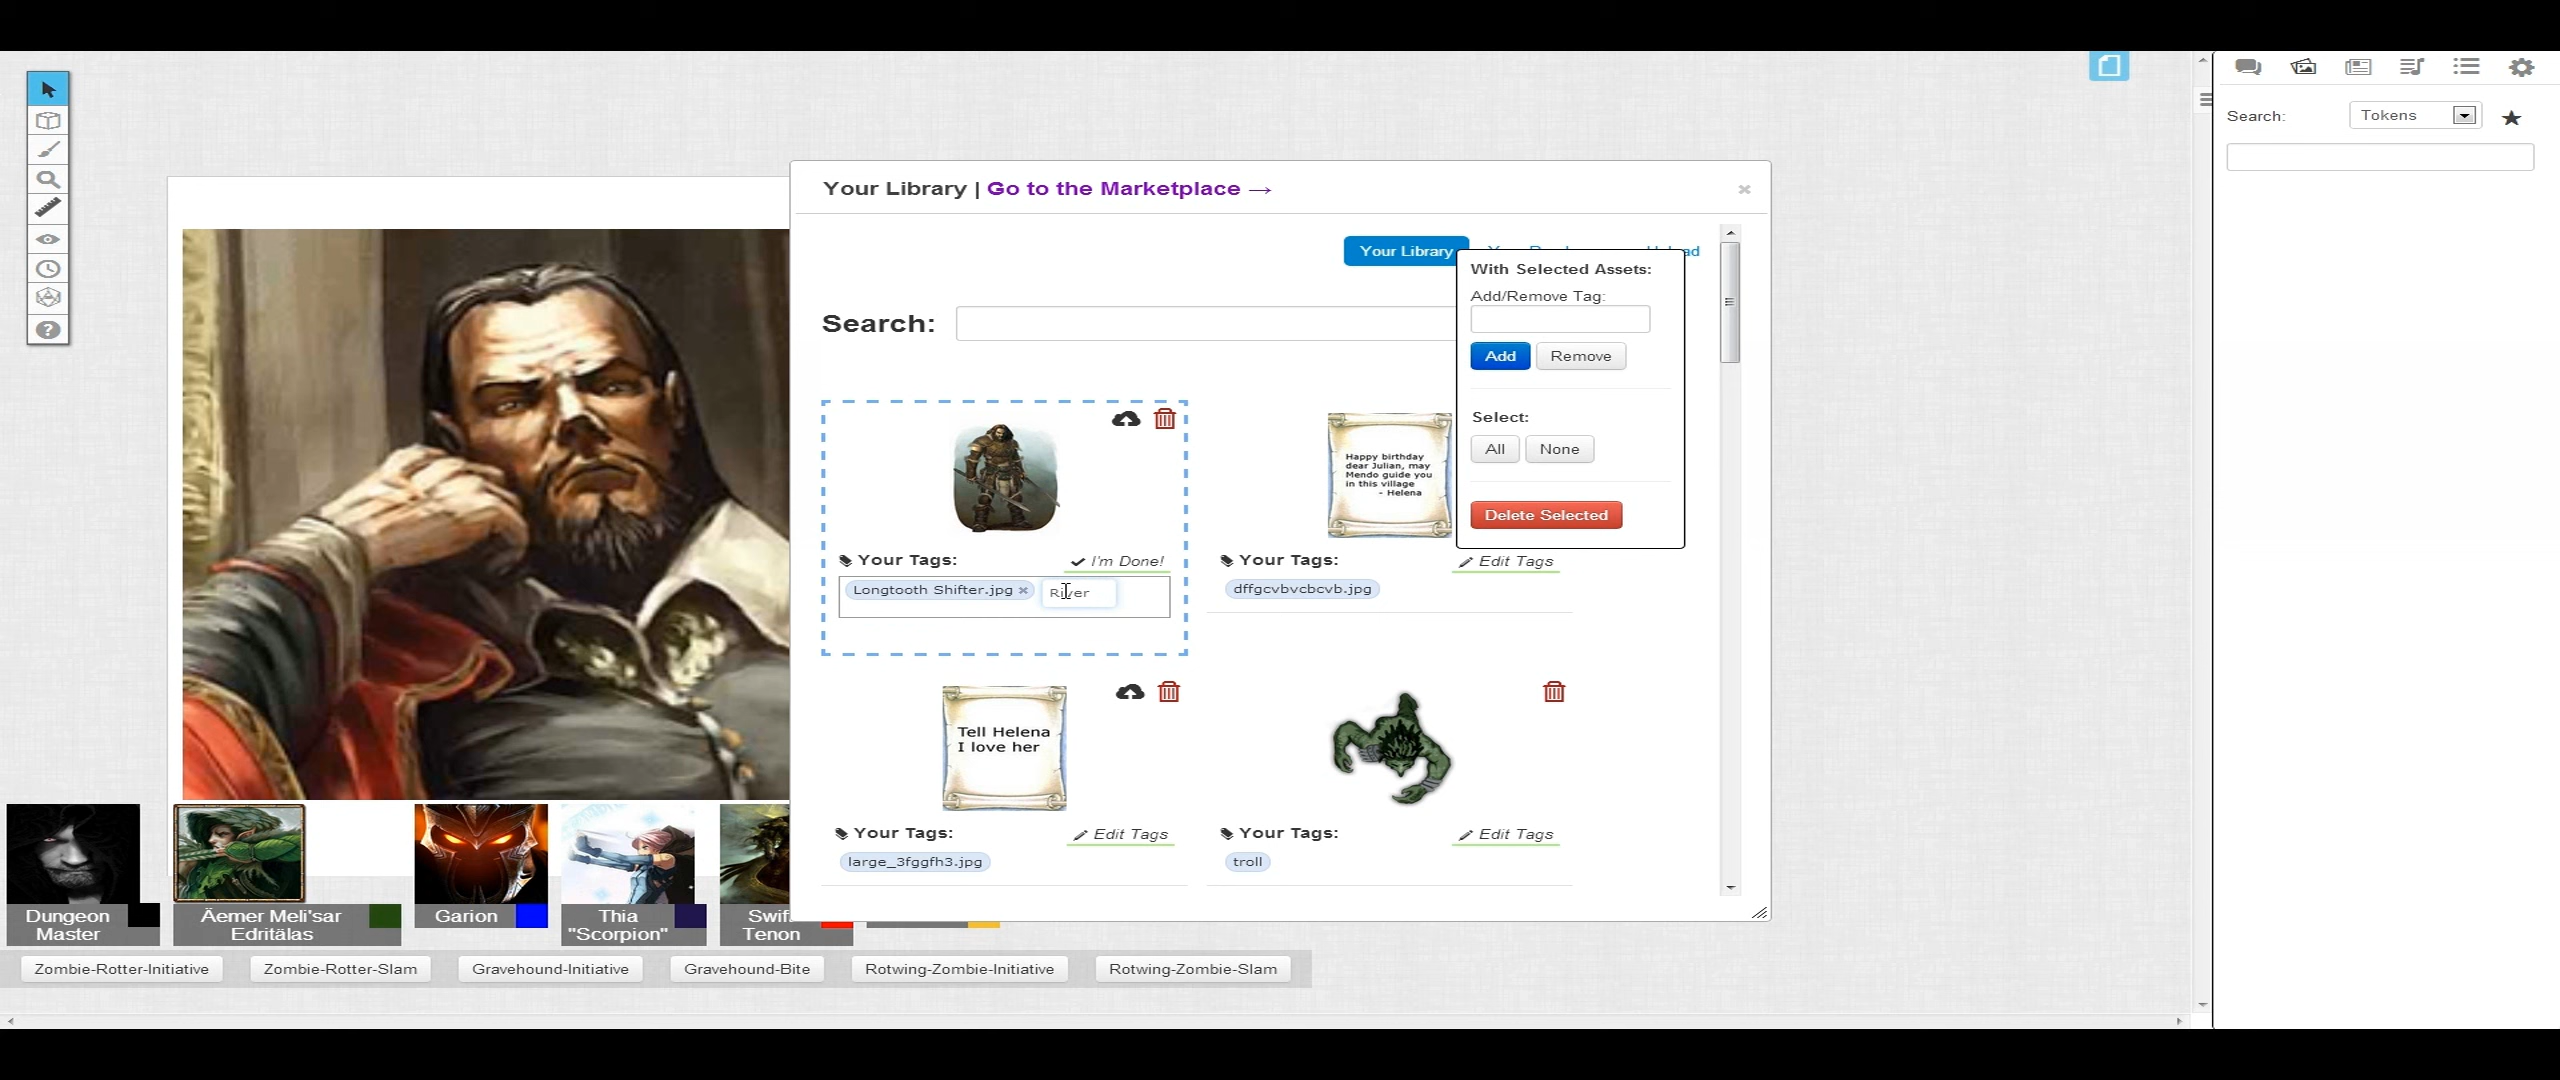 Search:
Tokens
Your Library | Go to the Marketplace →
Your Library
With Selected Assets:
Add/Remove Tag:
Add
Remove
Search:
Select:
All
None
Delete Selected
Happy birthday
dear Julian, may
Mendo guide you
in this village
- Helena
Your Tags:
I'm Done!
Longtooth Shifter.jpg
River
Your Tags:
Edit Tags
dffgcvbvcbcvb.jpg
Tell Helena
I love her
Your Tags:
Edit Tags
large_3fggfh3.jpg
Your Tags:
Edit Tags
troll
Dungeon
Master
Äemer Meli'sar
Edritälas
Garion
Thia
"Scorpion"
Tenon
Zombie-Rotter-Initiative
Zombie-Rotter-Slam
Gravehound-Initiative
Gravehound-Bite
Rotwing-Zombie-Initiative
Rotwing-Zombie-Slam